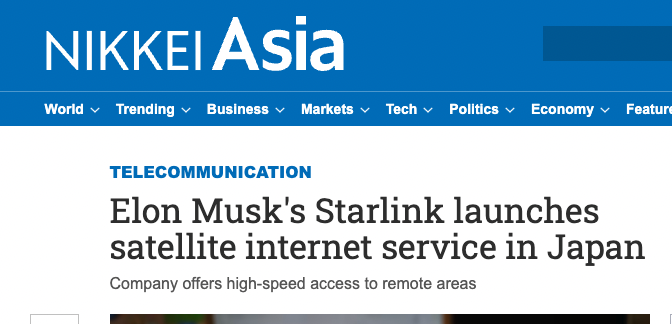 NIKKEI Asia
World Trending Business Markets Tech Politics Economy Feature
TELECOMMUNICATION
Elon Musk's Starlink launches
satellite internet service in Japan
Company offers high-speed access to remote areas